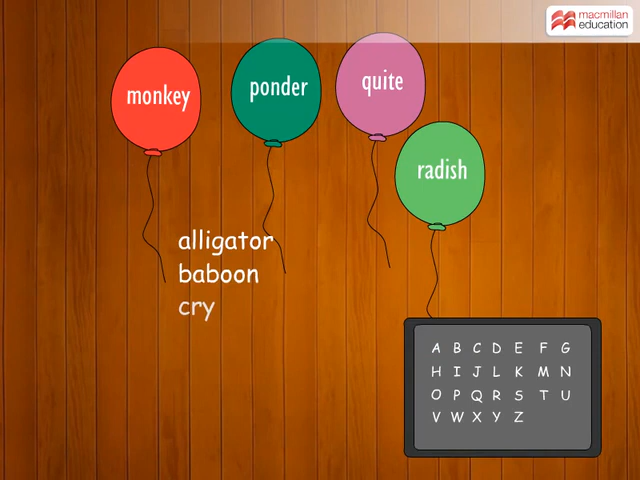 macmillan
education
monkey
ponder
quite
radish
alligator
baboon
cry
A B C D E F G
H I J L K M N
O P Q R S T U
V W X Y Z